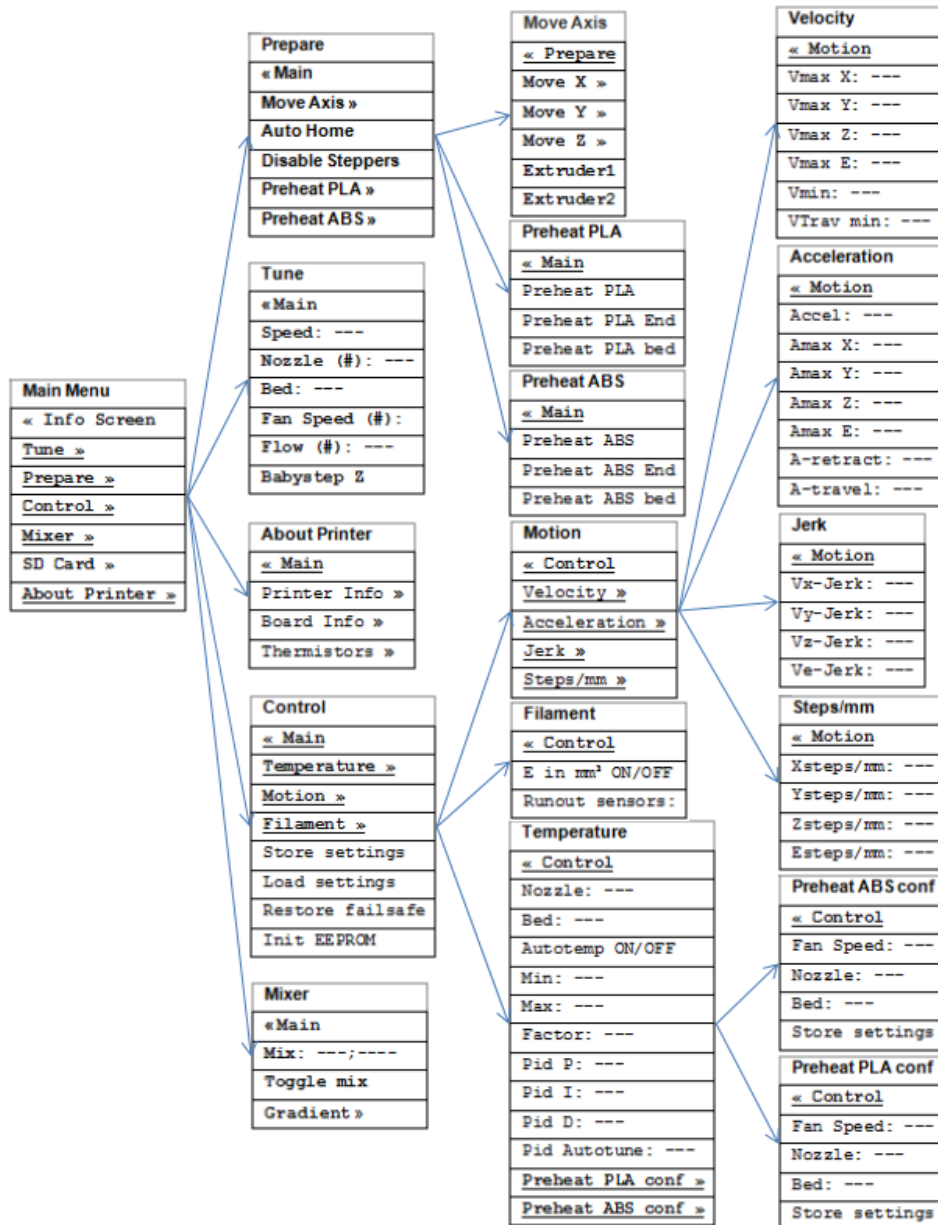 Main Menu
« Info Screen
Tune »
Prepare »
Control »
Mixer »
SD Card »
About Printer »
Prepare
«Main
Move Axis »
Auto Home
Disable Steppers
Preheat PLA »
Preheat ABS »
Tune
«Main
Speed: ---
Nozzle (#): ---
Bed: ---
Fan Speed (#):
Flow (#): ---
Babystep Z
About Printer
« Main
Printer Info »
Board Info »
Thermistors »
Control
« Main
Temperature »
Motion »
Filament »
Store settings
Load settings
Restore failsafe
Init EEPROM
Mixer
«Main
Mix: ---;----
Toggle mix
Gradient »
Move Axis
« Prepare
Move X »
Move Y »
Move Z »
Extruder1
Extruder2
Preheat PLA
« Main
Preheat PLA
Preheat PLA End
Preheat PLA bed
Preheat ABS
« Main
Preheat ABS
Preheat ABS End
Preheat ABS bed
Motion
« Control
Velocity »
Acceleration »
Jerk »
Steps/mm »
Filament
« Control
E in mm³ ON/OFF
Runout sensors:
Temperature
« Control
Nozzle: ---
Bed: ---
Autotemp ON/OFF
Min: ---
Max: ---
Factor: ---
Pid P: ---
Pid I: ---
Pid D: ---
Pid Autotune: ---
Preheat PLA conf »
Preheat ABS conf »
Velocity
« Motion
Vmax X: ---
Vmax Y: ---
Vmax Z: ---
Vmax E: ---
Vmin: ---
VTrav min: ---
Acceleration
« Motion
Accel: ---
Amax X: ---
Amax Y: ---
Amax Z: ---
Amax E: ---
A-retract: ---
A-travel: ---
Jerk
« Motion
Vx-Jerk: ---
Vy-Jerk: ---
Vz-Jerk: ---
Ve-Jerk: ---
Steps/mm
« Motion
Xsteps/mm: ---
Ysteps/mm: ---
Zsteps/mm: ---
Esteps/mm: ---
Preheat ABS conf
« Control
Fan Speed: ---
Nozzle: ---
Bed: ---
Store settings
Preheat PLA conf
« Control
Fan Speed: ---
Nozzle: ---
Bed: ---
Store settings